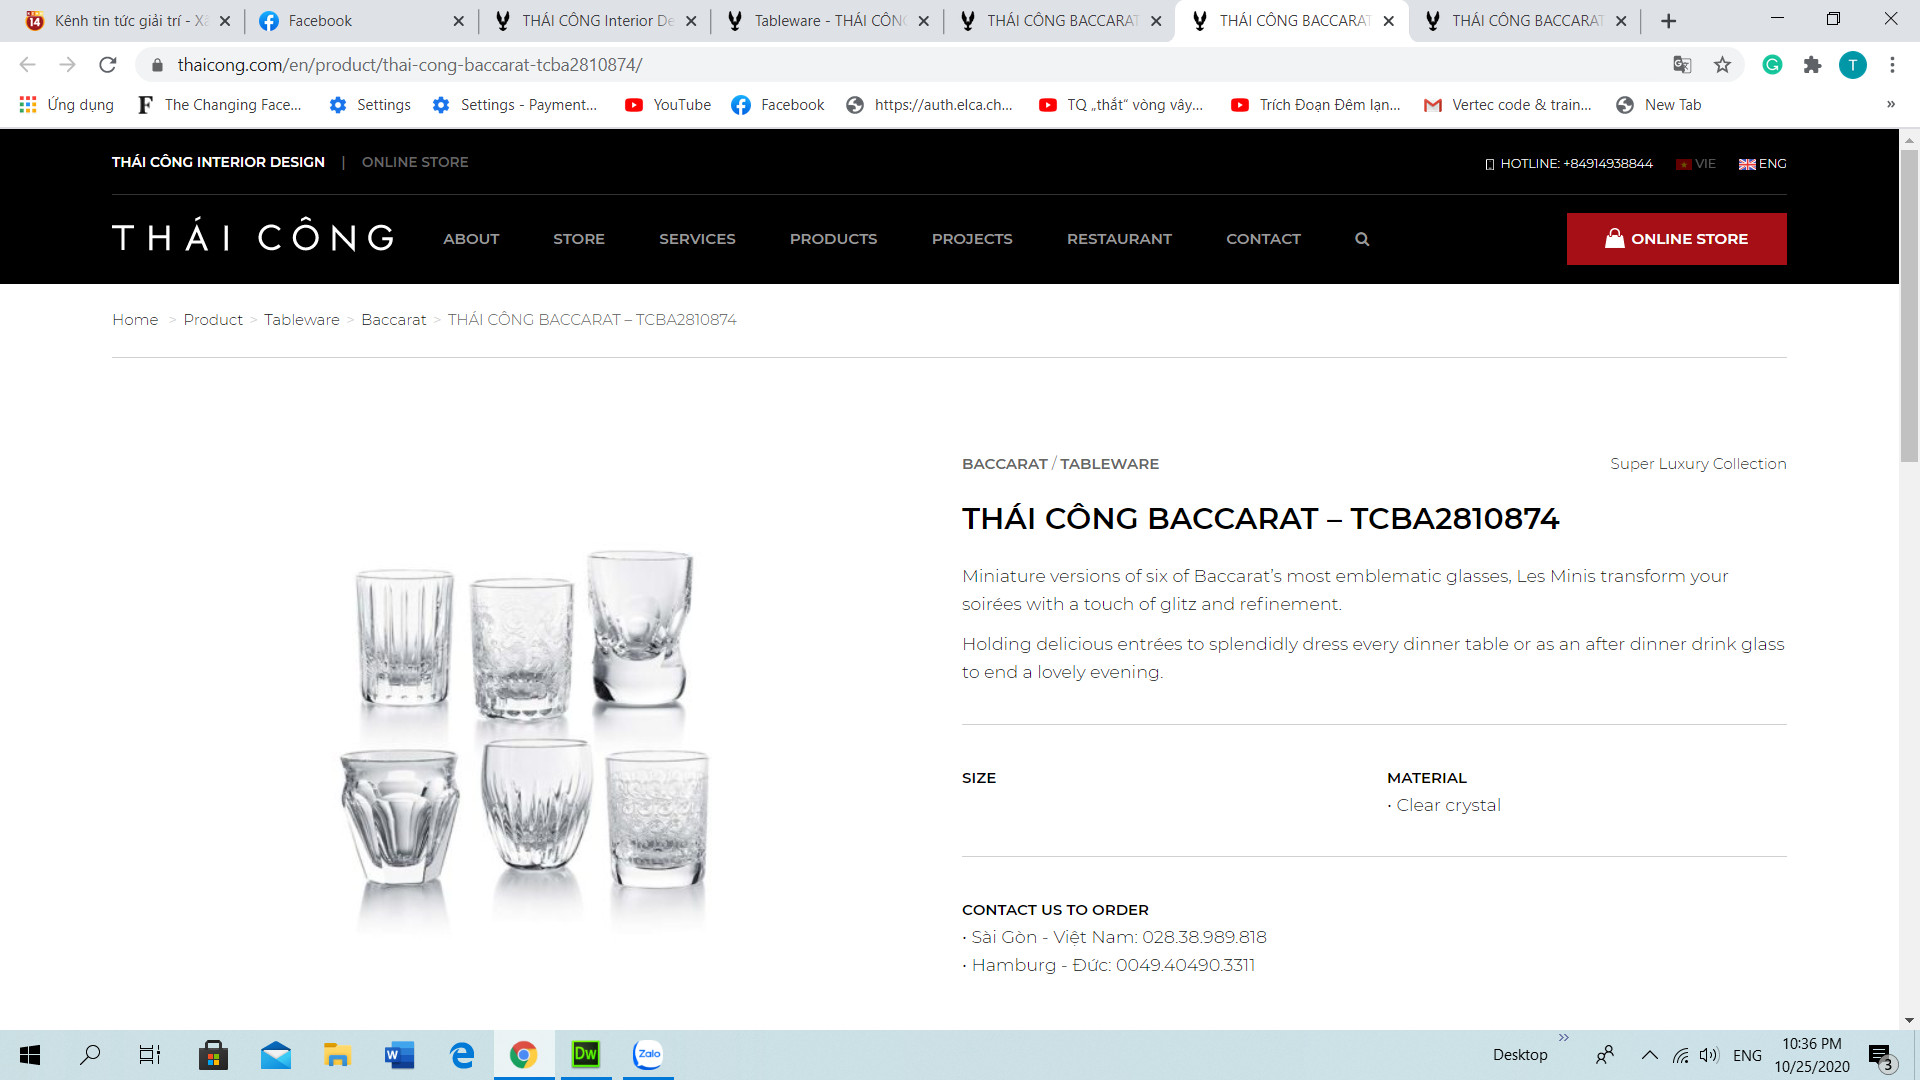 Kênh tin tức giải trí - Xã
Facebook
THÁI CÔNG Interior De
Tableware - THÁI CÔNG
THÁI CÔNG BACCARAT
THÁI CÔNG BACCARAT
THÁI CÔNG BACCARAT
thaicong.com/en/product/thai-cong-baccarat-tcba2810874/
T
Ứng dụng
The Changing Face...
Settings
Settings - Payment...
YouTube
Facebook
https://auth.elca.ch...
TQ „thắt“ vòng vây...
Trích Đoạn Đêm lạn...
Vertec code & train...
New Tab
»
THÁI CÔNG INTERIOR DESIGN | ONLINE STORE
HOTLINE: +84914938844
VIE
ENG
THÁI CÔNG
ABOUT
STORE
SERVICES
PRODUCTS
PROJECTS
RESTAURANT
CONTACT
ONLINE STORE
Home > Product > Tableware > Baccarat > THÁI CÔNG BACCARAT – TCBA2810874
BACCARAT / TABLEWARE
Super Luxury Collection
THÁI CÔNG BACCARAT – TCBA2810874
Miniature versions of six of Baccarat’s most emblematic glasses, Les Minis transform your
soirées with a touch of glitz and refinement.
Holding delicious entrées to splendidly dress every dinner table or as an after dinner drink glass
to end a lovely evening.
SIZE
MATERIAL
• Clear crystal
CONTACT US TO ORDER
• Sài Gòn - Việt Nam: 028.38.989.818
• Hamburg - Đức: 0049.40490.3311
W
Dw
Zalo
Desktop
»
ENG
10:36 PM
10/25/2020
3